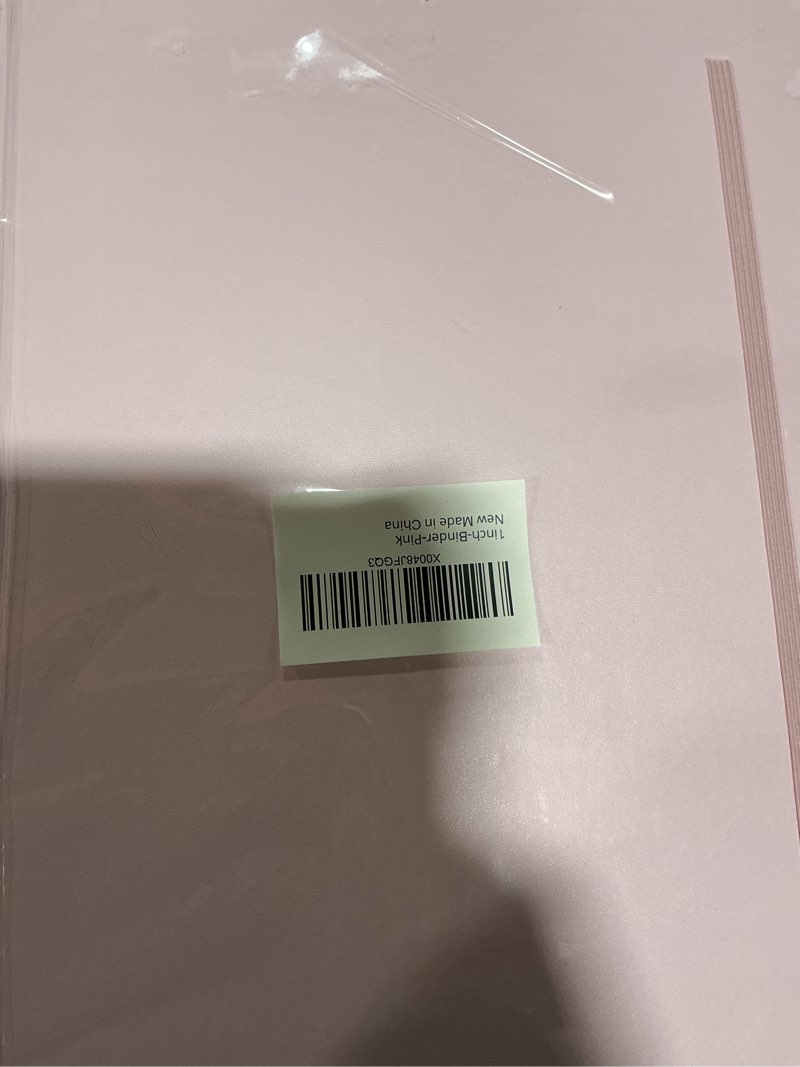 X0048JFGQ3
1inch-Binder-Pink
New Made in China